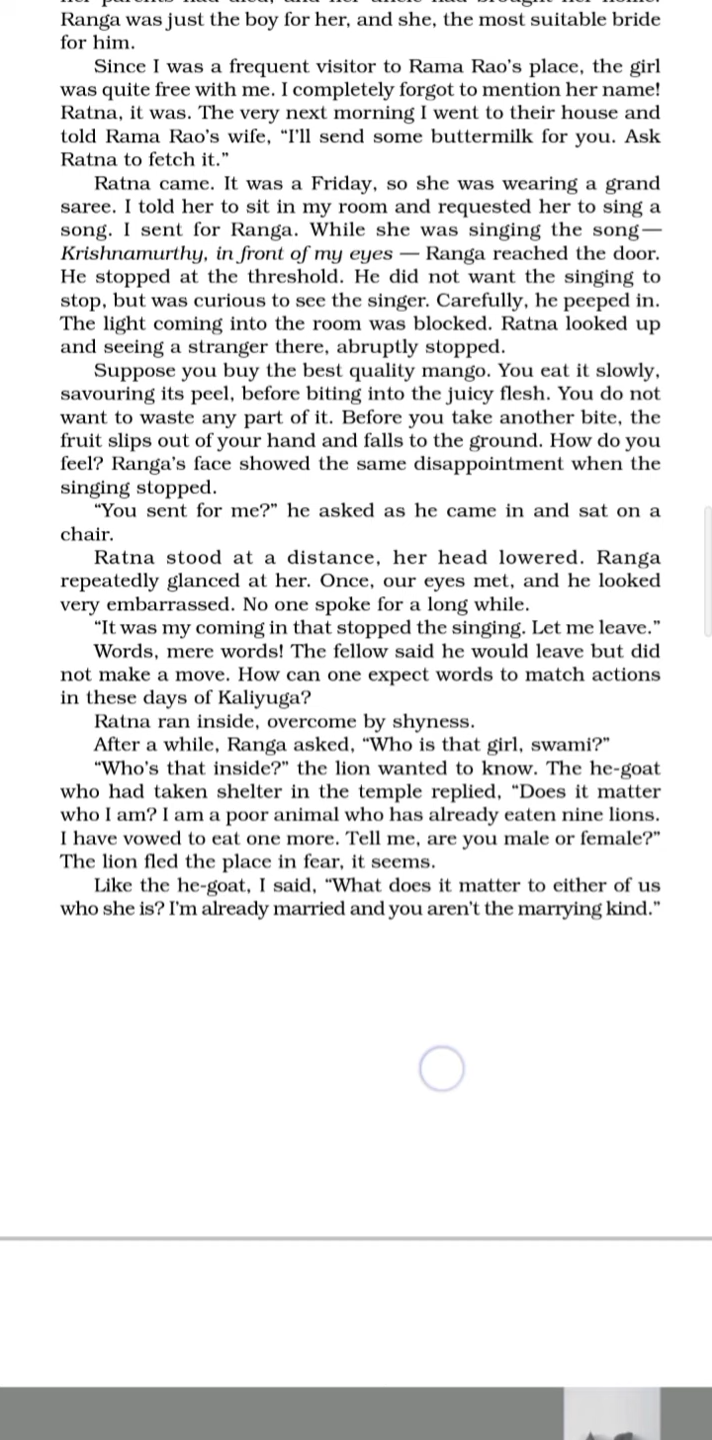 Ranga was just the boy for her, and she, the most suitable bride
for him.
Since I was a frequent visitor to Rama Rao's place, the girl
was quite free with me. I completely forgot to mention her name!
Ratna, it was. The very next morning I went to their house and
told Rama Rao's wife, “I'll send some buttermilk for you. Ask
Ratna to fetch it.”
Ratna came. It was a Friday, so she was wearing a grand
saree. I told her to sit in my room and requested her to sing a
song. I sent for Ranga. While she was singing the song—
Krishnamurthy, in front of my eyes — Ranga reached the door.
He stopped at the threshold. He did not want the singing to
stop, but was curious to see the singer. Carefully, he peeped in.
The light coming into the room was blocked. Ratna looked up
and seeing a stranger there, abruptly stopped.
Suppose you buy the best quality mango. You eat it slowly,
savouring its peel, before biting into the juicy flesh. You do not
want to waste any part of it. Before you take another bite, the
fruit slips out of your hand and falls to the ground. How do you
feel? Ranga's face showed the same disappointment when the
singing stopped.
“You sent for me?” he asked as he came in and sat on a
chair.
Ratna stood at a distance, her head lowered. Ranga
repeatedly glanced at her. Once, our eyes met, and he looked
very embarrassed. No one spoke for a long while.
“It was my coming in that stopped the singing. Let me leave.”
Words, mere words! The fellow said he would leave but did
not make a move. How can one expect words to match actions
in these days of Kaliyuga?
Ratna ran inside, overcome by shyness.
After a while, Ranga asked, “Who is that girl, swami?”
“Who's that inside?” the lion wanted to know. The he-goat
who had taken shelter in the temple replied, “Does it matter
who I am? I am a poor animal who has already eaten nine lions.
I have vowed to eat one more. Tell me, are you male or female?”
The lion fled the place in fear, it seems.
Like the he-goat, I said, “What does it matter to either of us
who she is? I'm already married and you aren't the marrying kind.”